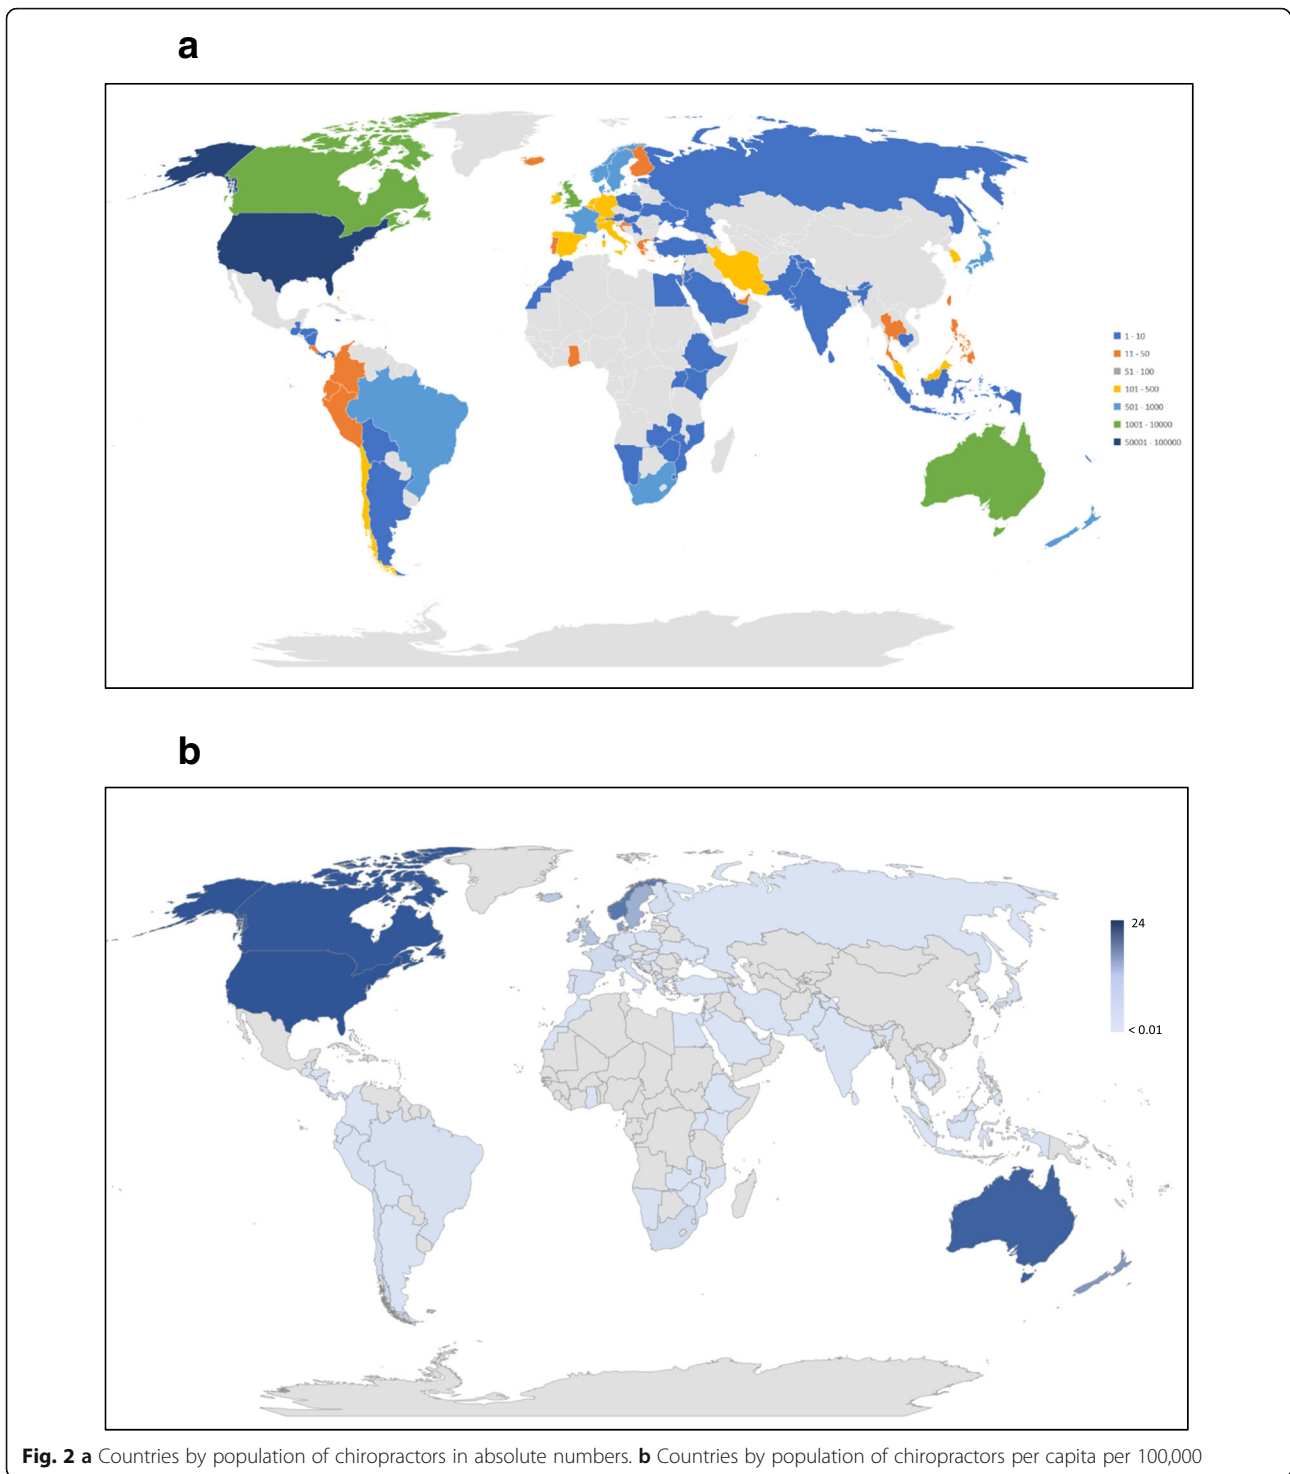 a
1 - 10
11 - 50
51 - 100
101 - 500
501 - 1000
1001 - 10000
50001 - 100000
b
24
< 0.01
Fig. 2 a Countries by population of chiropractors in absolute numbers. b Countries by population of chiropractors per capita per 100,000